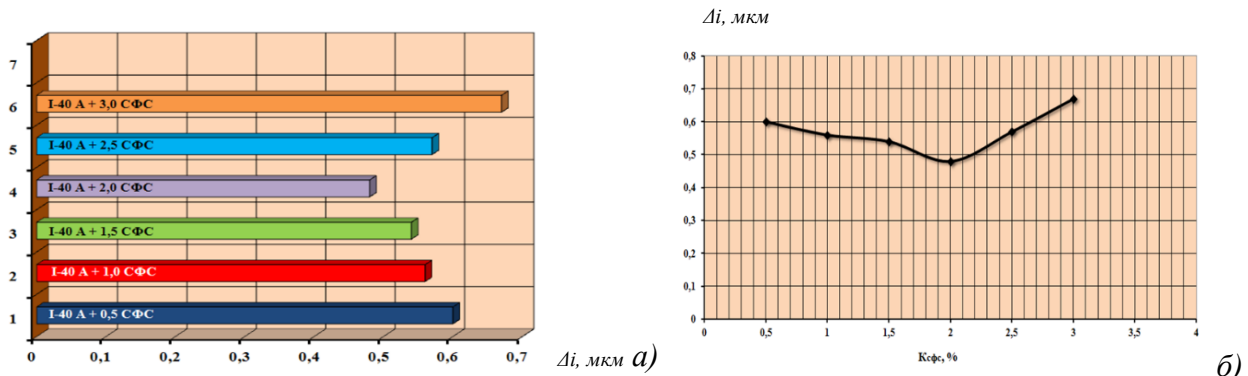 7
6
5
4
3
2
1
І-40 А + 3,0 СФС
І-40 А + 2,5 СФС
І-40 А + 2,0 СФС
І-40 А + 1,5 СФС
І-40 А + 1,0 СФС
І-40 А + 0,5 СФС
0 0,1 0,2 0,3 0,4 0,5 0,6 0,7
Δi, мкм а)
Δi, мкм
0,8
0,7
0,6
0,5
0,4
0,3
0,2
0,1
0
0 0,5 1 1,5 2 2,5 3 3,5 4
Ксфс, %
б)